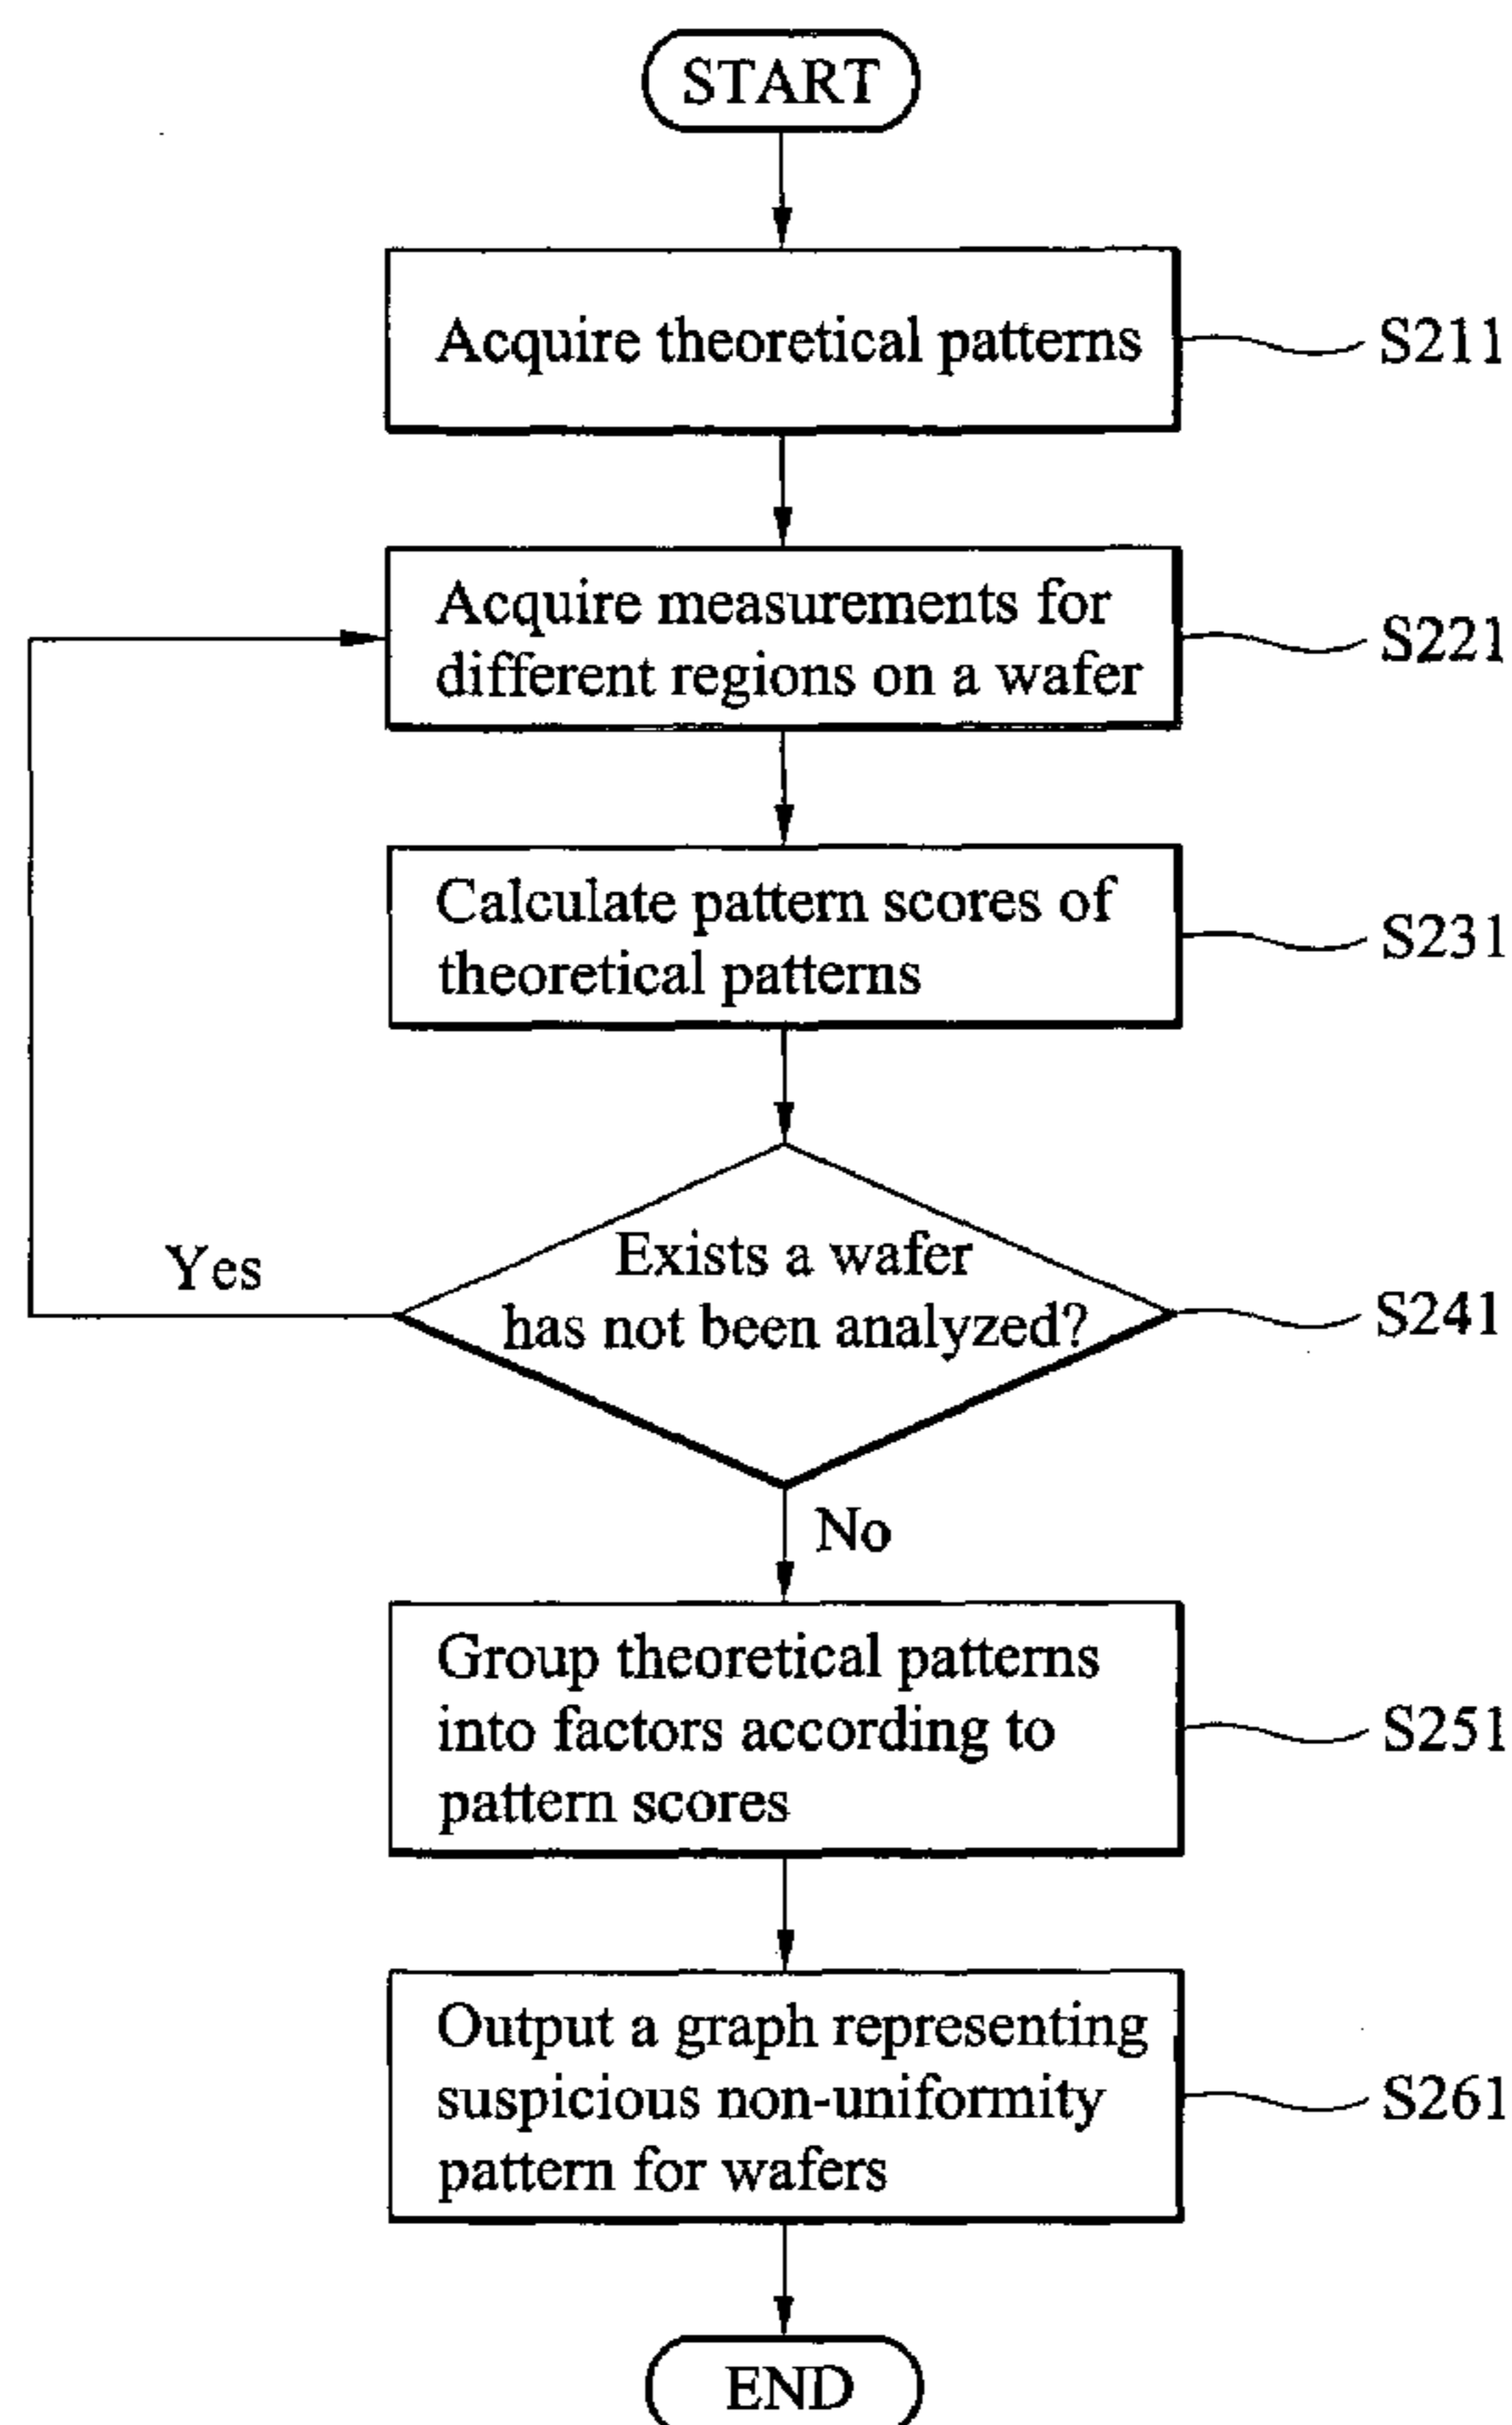 START
Acquire theoretical patterns
S211
Acquire measurements for
different regions on a wafer
S221
Calculate pattern scores of
theoretical patterns
S231
Exists a wafer
has not been analyzed?
S241
Yes
No
Group theoretical patterns
into factors according to
pattern scores
S251
Output a graph representing
suspicious non-uniformity
pattern for wafers
S261
END